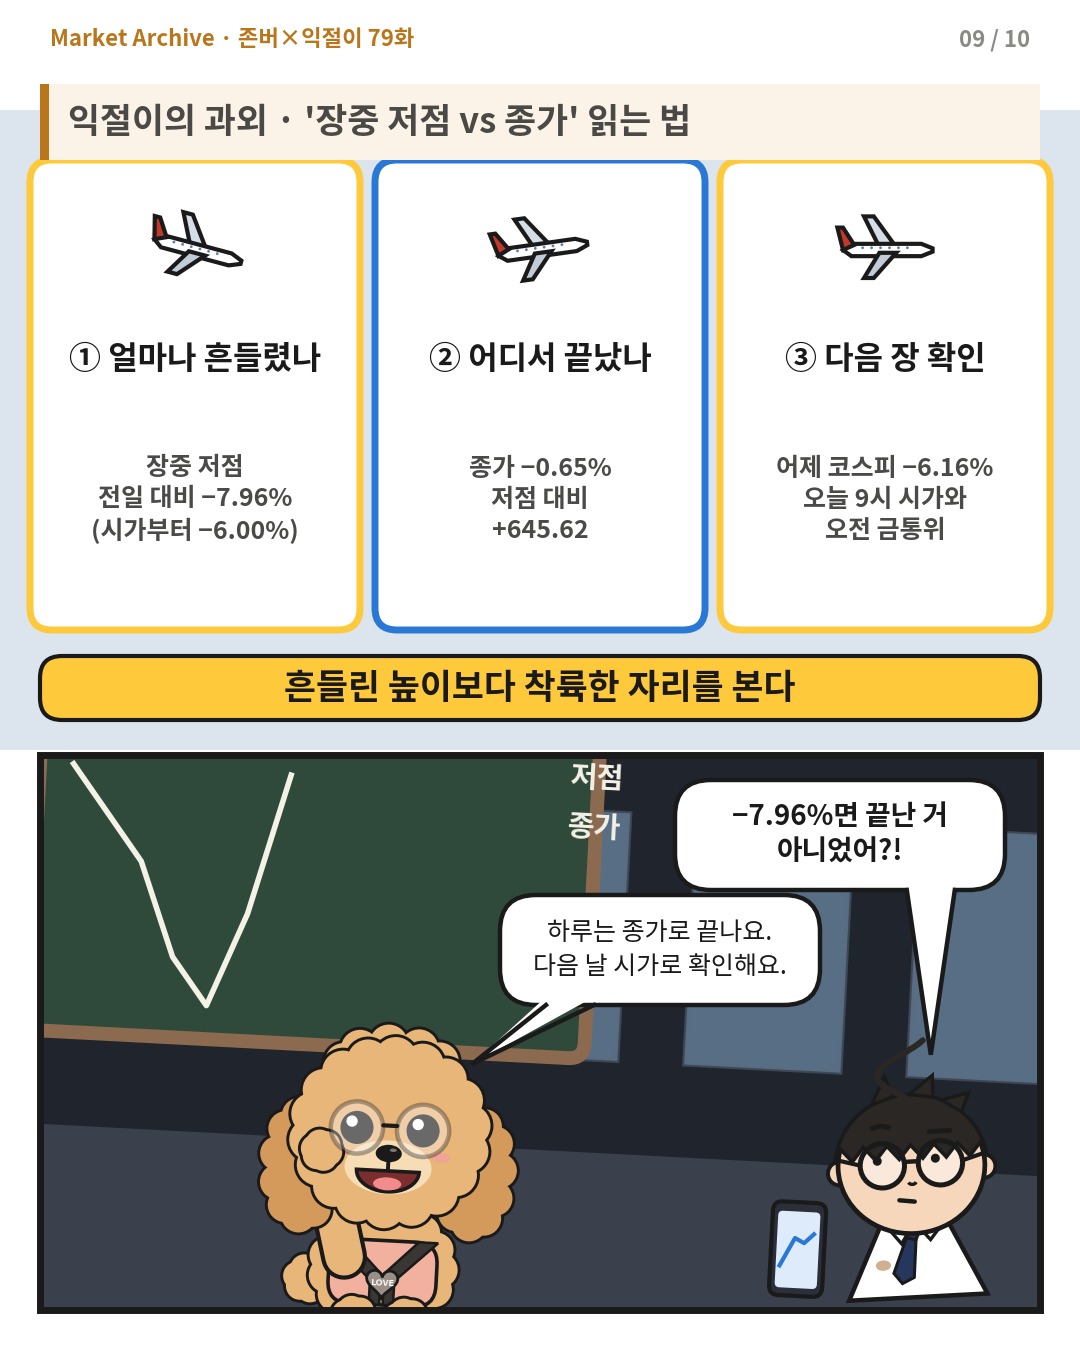 Market Archive · 존버×익절이 79화
09 / 10
익절이의 과외 · '장중 저점 vs 종가' 읽는 법
① 얼마나 흔들렸나
장중 저점
전일 대비 −7.96%
(시가부터 −6.00%)
② 어디서 끝났나
종가 −0.65%
저점 대비
+645.62
③ 다음 장 확인
어제 코스피 −6.16%
오늘 9시 시가와
오전 금통위
흔들린 높이보다 착륙한 자리를 본다
저점
종가
−7.96%면 끝난 거
아니었어?!
하루는 종가로 끝나요.
다음 날 시가로 확인해요.
LOVE